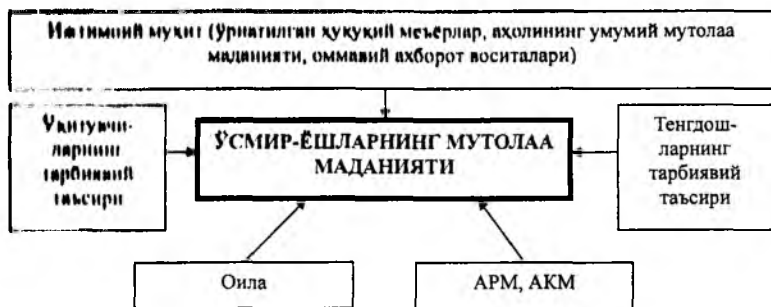 Ижтимоий муҳит (ўрнатилган ҳуқуқий меъёрлар, аҳолининг умумий мутолаа
маданияти, оммавий ахборот воситалари)
Ўқитувчи-
ларнинг
тарбиявий
таъсири
ЎСМИР-ЁШЛАРНИНГ МУТОЛАА
МАДАНИЯТИ
Тенгдош-
ларнинг
тарбиявий
таъсири
Оила
АРМ, АКМ